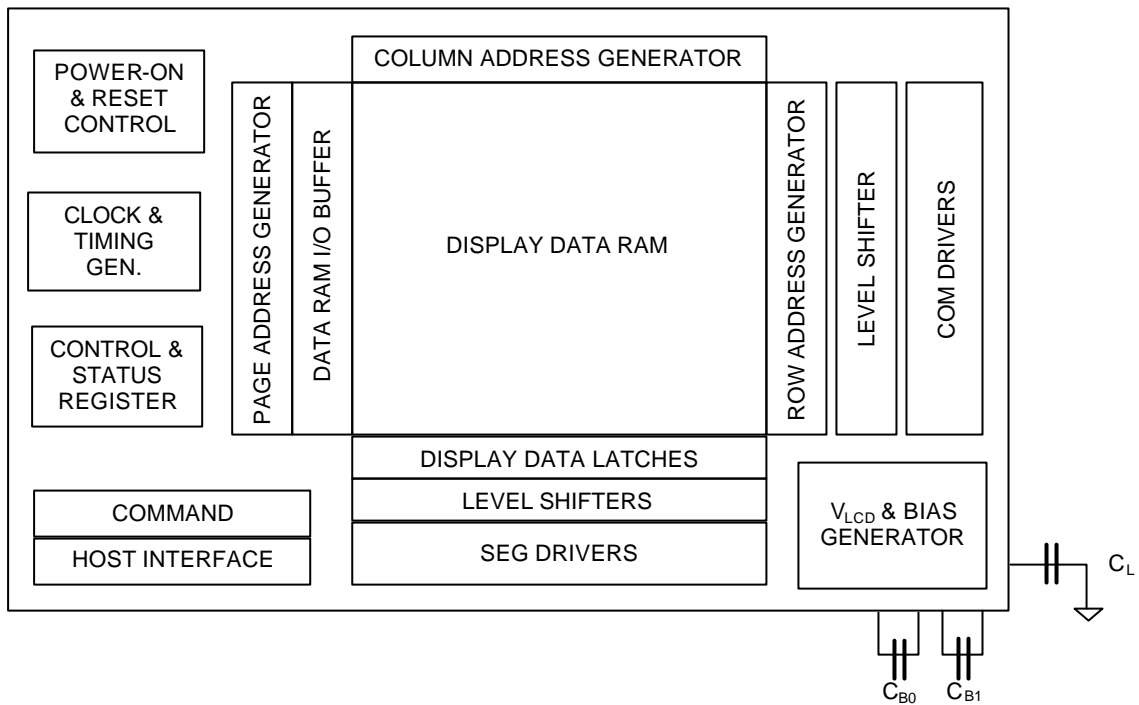 COLUMN ADDRESS GENERATOR
POWER-ON
& RESET
CONTROL
CLOCK &
TIMING
GEN.
CONTROL &
STATUS
REGISTER
PAGE ADDRESS GENERATOR
DATA RAM I/O BUFFER
DISPLAY DATA RAM
ROW ADDRESS GENERATOR
LEVEL SHIFTER
COM DRIVERS
DISPLAY DATA LATCHES
LEVEL SHIFTERS
SEG DRIVERS
COMMAND
HOST INTERFACE
VLCD & BIAS
GENERATOR
CL
CB0
CB1